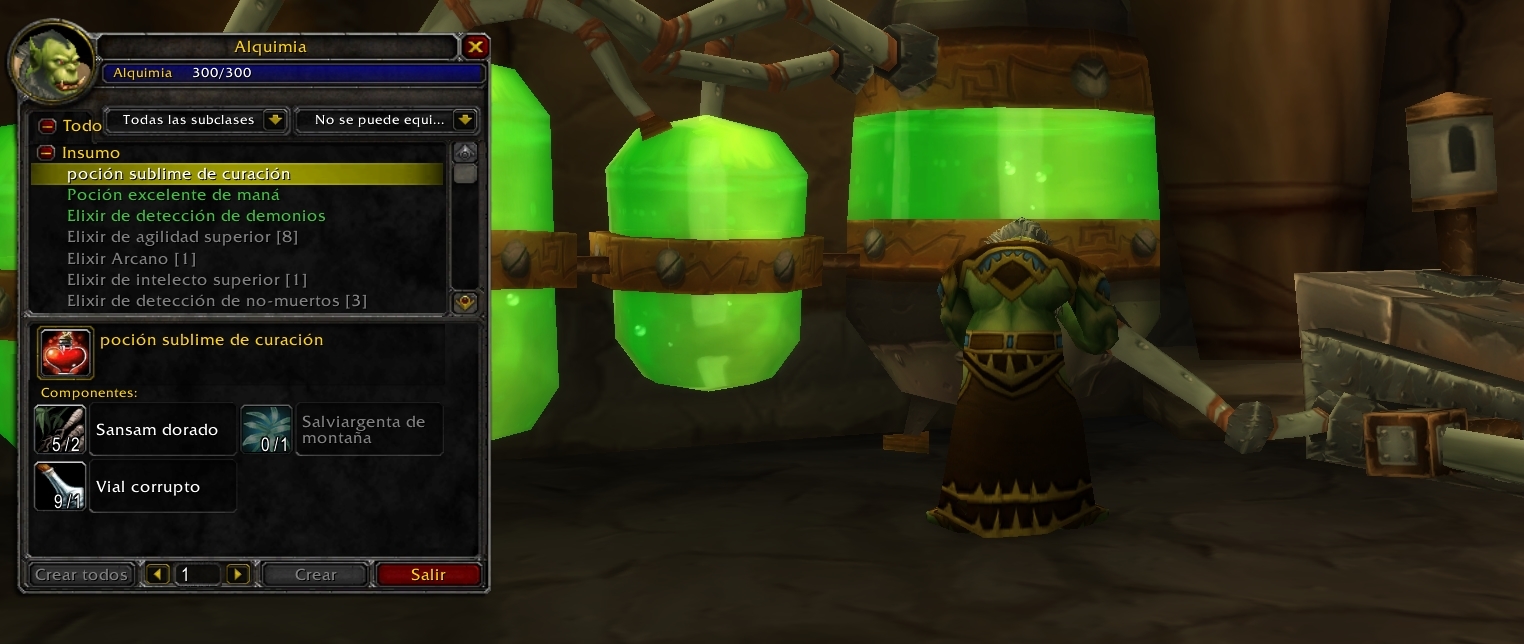 Alquimia
Alquimia 300/300
Todo
Todas las subclases
No se puede equi...
Insumo
poción sublime de curación
Poción excelente de maná
Elixir de detección de demonios
Elixir de agilidad superior [8]
Elixir Arcano [1]
Elixir de intelecto superior [1]
Elixir de detección de no-muertos [3]
poción sublime de curación
Componentes:
5/2
Sansam dorado
0/1
Salviargenta de
montaña
9/1
Vial corrupto
Crear todos
1
Crear
Salir